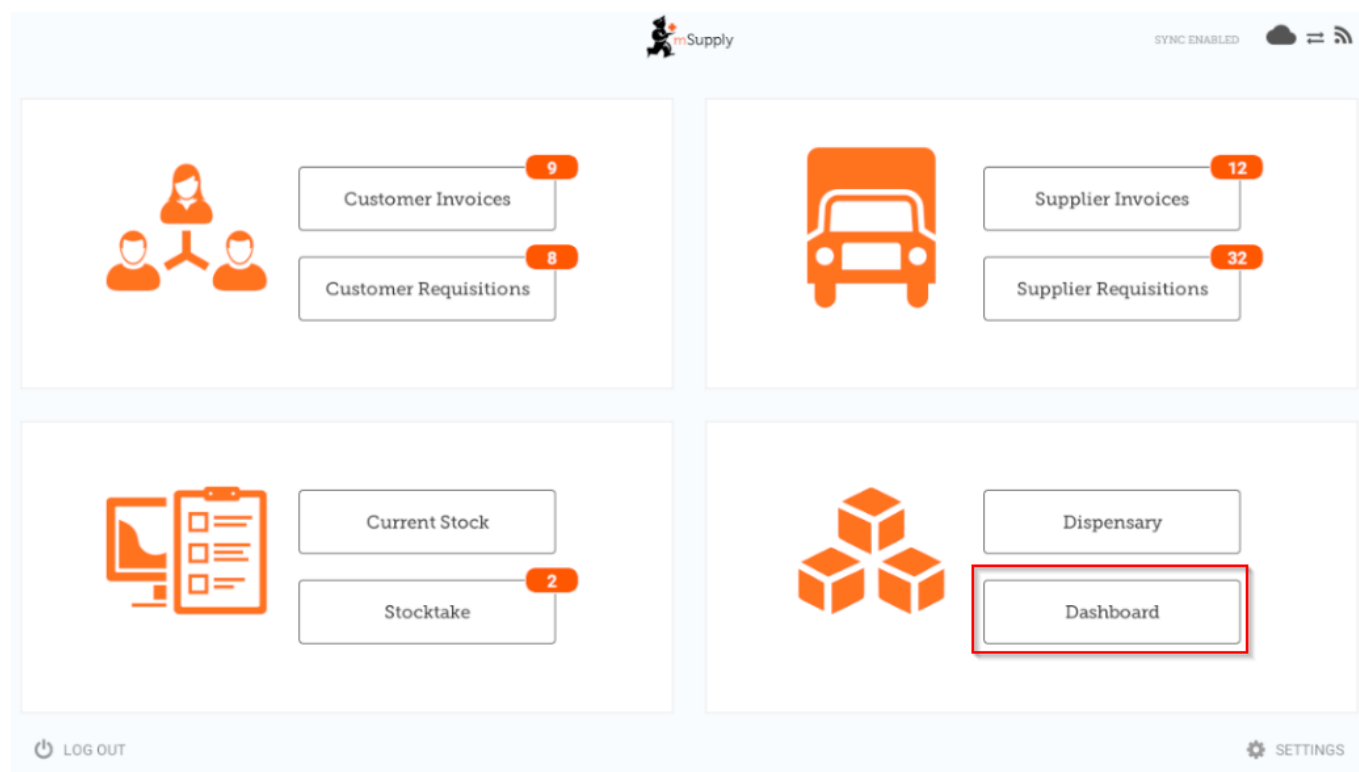 mSupply
SYNC ENABLED
9
Customer Invoices
8
Customer Requisitions
12
Supplier Invoices
32
Supplier Requisitions
Current Stock
2
Stocktake
Dispensary
Dashboard
LOG OUT
SETTINGS